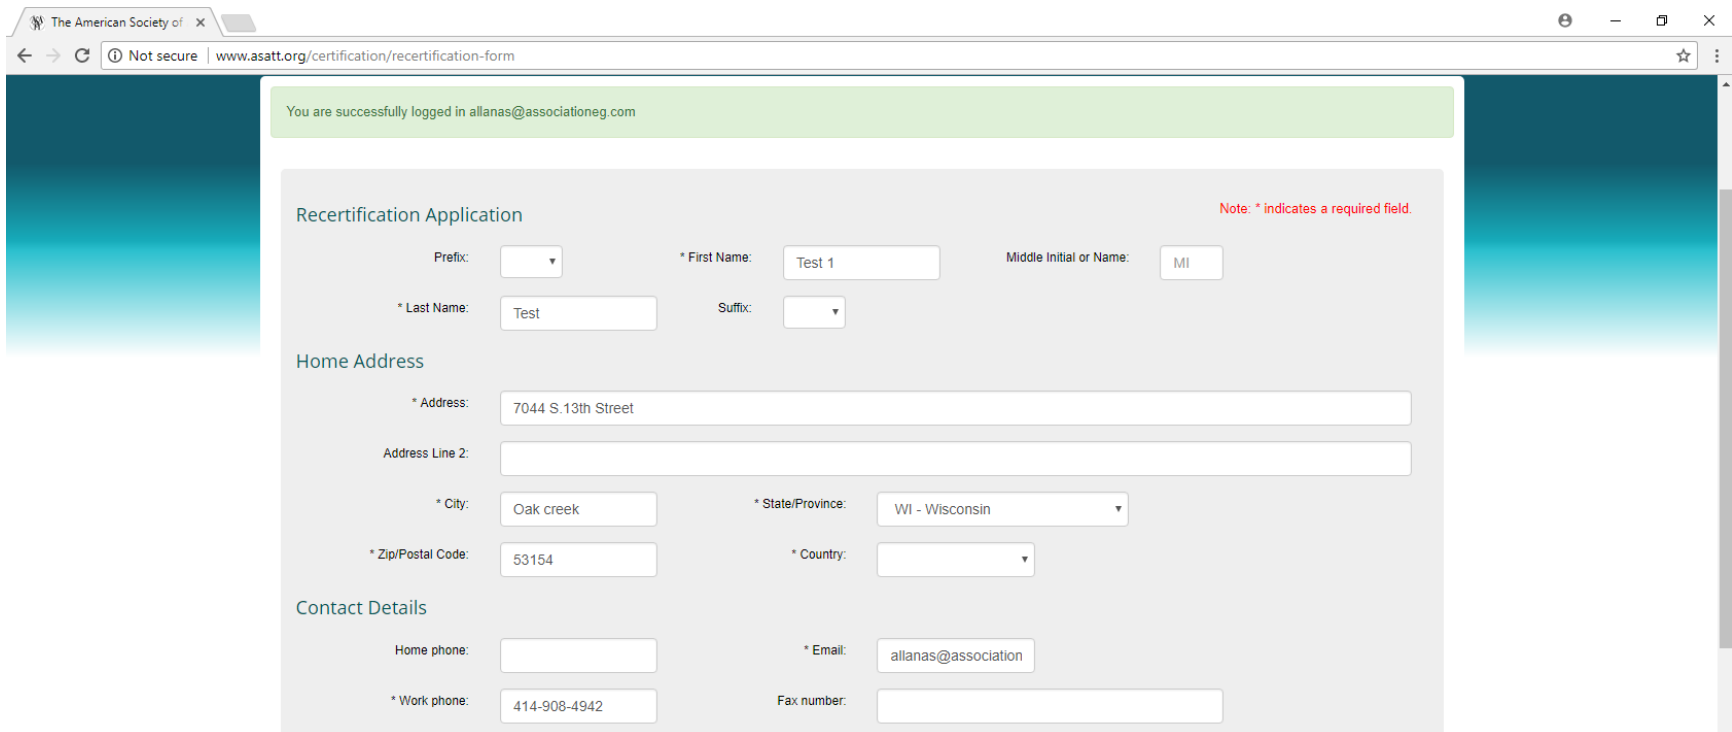 The American Society of
Not secure | www.asatt.org/certification/recertification-form
You are successfully logged in allanas@associationeg.com
Recertification Application
Note: * indicates a required field.
Prefix:
* First Name:
Test 1
Middle Initial or Name:
MI
* Last Name:
Test
Suffix:
Home Address
* Address:
7044 S.13th Street
Address Line 2:
* City:
Oak creek
* State/Province:
WI - Wisconsin
* Zip/Postal Code:
53154
* Country:
Contact Details
Home phone:
* Email:
allanas@association
* Work phone:
414-908-4942
Fax number: